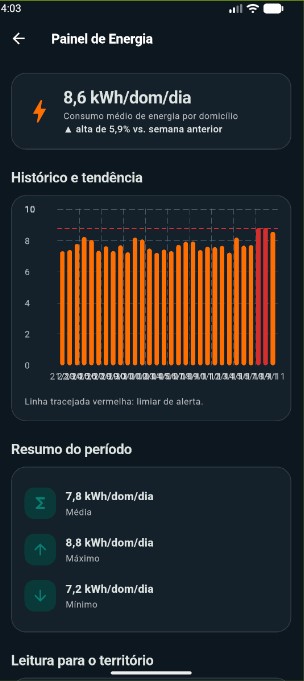 4:03
Painel de Energia
8,6 kWh/dom/dia
Consumo médio de energia por domicílio
▲ alta de 5,9% vs. semana anterior
Histórico e tendência
10
8
6
4
2
0
Linha tracejada vermelha: limiar de alerta.
Resumo do período
7,8 kWh/dom/dia
Média
8,8 kWh/dom/dia
Máximo
7,2 kWh/dom/dia
Mínimo
Leitura para o território